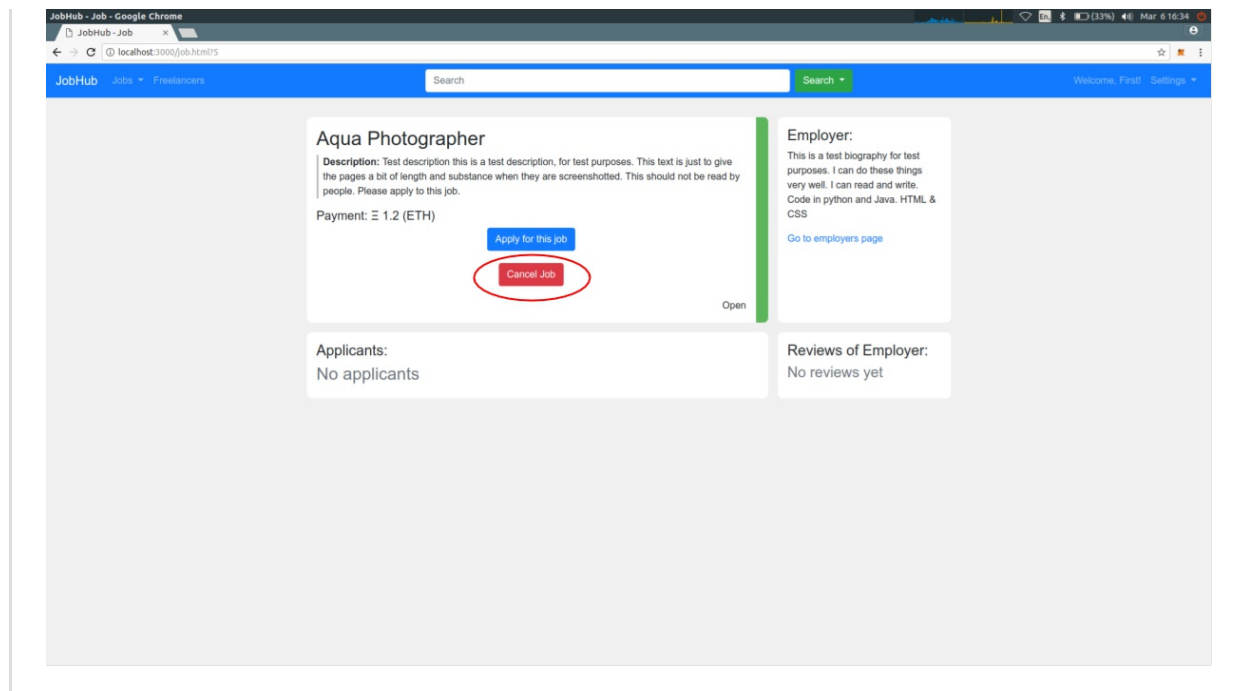 JobHub - Job - Google Chrome
En
(33%)
Mar 6 16:34
JobHub - Job
×
localhost:3000/job.html?5
JobHub
Jobs
Freelancers
Search
Search
Welcome, First!
Settings
Aqua Photographer
Description: Test description this is a test description, for test purposes. This text is just to give
the pages a bit of length and substance when they are screenshotted. This should not be read by
people. Please apply to this job.
Payment: Ξ 1.2 (ETH)
Apply for this job
Cancel Job
Open
Employer:
This is a test biography for test
purposes. I can do these things
very well. I can read and write.
Code in python and Java. HTML &
CSS
Go to employers page
Applicants:
No applicants
Reviews of Employer:
No reviews yet